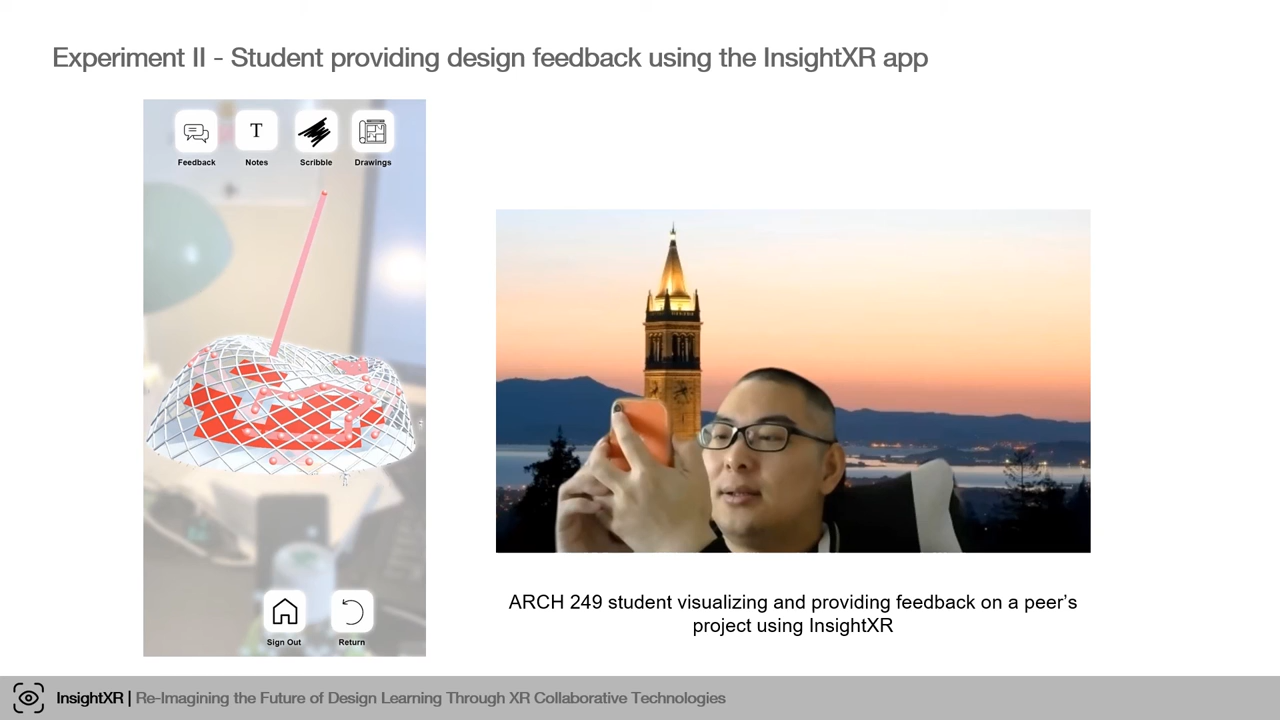 Experiment II - Student providing design feedback using the InsightXR app
Feedback
T
Notes
Scribble
Drawings
Sign Out
Return
ARCH 249 student visualizing and providing feedback on a peer's
project using InsightXR
InsightXR | Re-Imagining the Future of Design Learning Through XR Collaborative Technologies